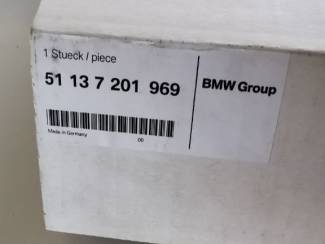 1 Stueck / piece
51 13 7 201 969
BMW Group
Made in Germany
00